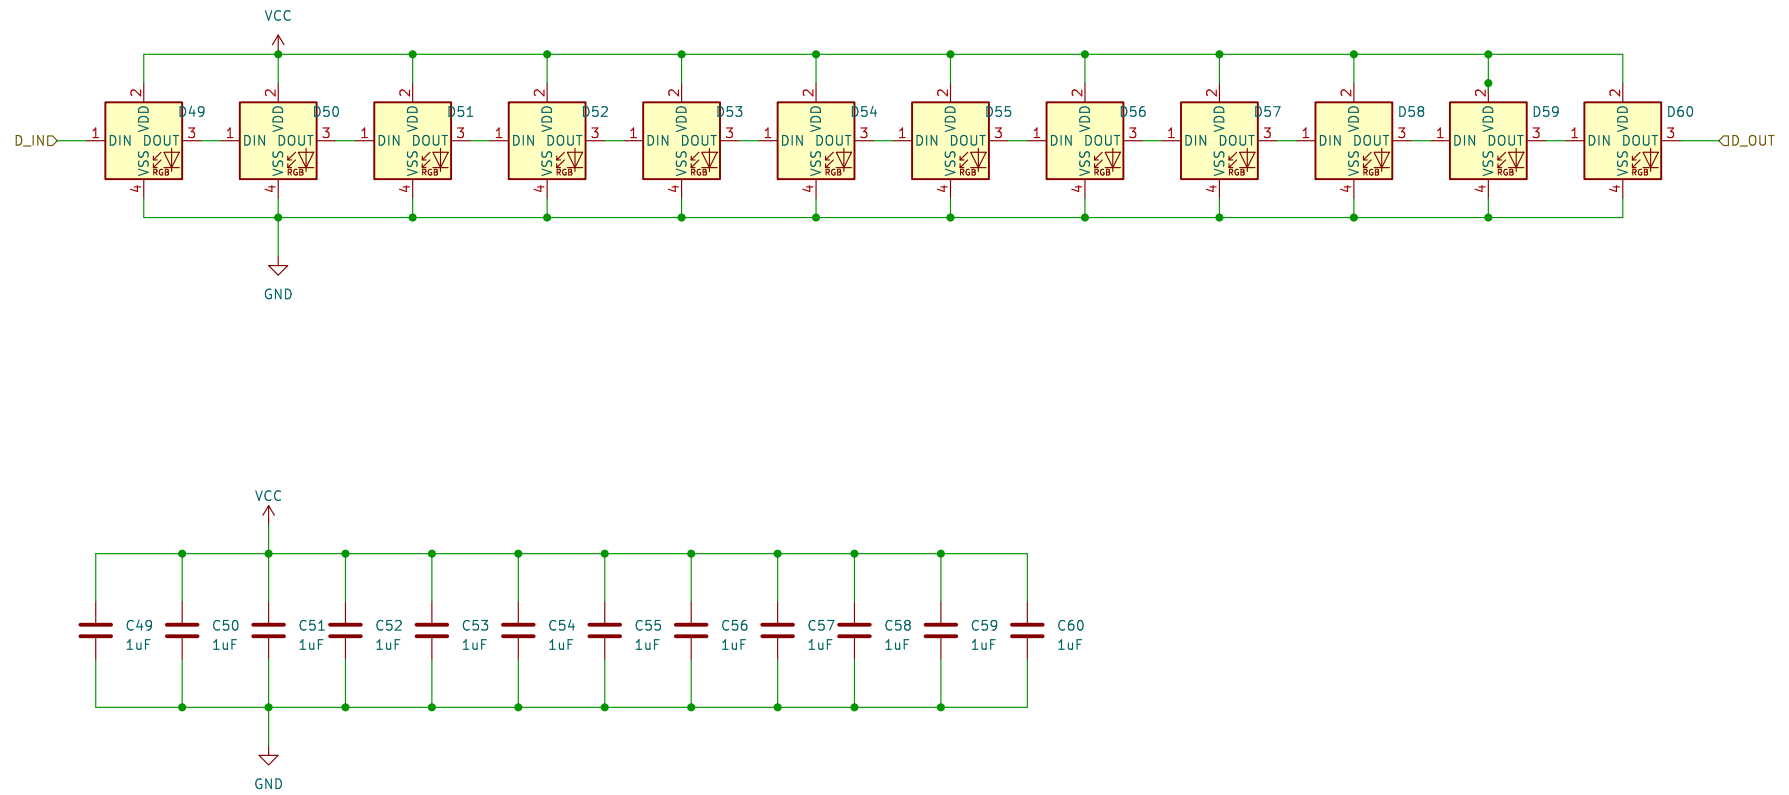 VCC
2 2 2 2 2 2 2 2 2 2 2 2
D49 D50 D51 D52 D53 D54 D55 D56 D57 D58 D59 D60
VDD VDD VDD VDD VDD VDD VDD VDD VDD VDD VDD VDD
D_IN 1 DIN DOUT 3 1 DIN DOUT 3 1 DIN DOUT 3 1 DIN DOUT 3 1 DIN DOUT 3 1 DIN DOUT 3 1 DIN DOUT 3 1 DIN DOUT 3 1 DIN DOUT 3 1 DIN DOUT 3 1 DIN DOUT 3 1 DIN DOUT 3 D_OUT
VSS VSS VSS VSS VSS VSS VSS VSS VSS VSS VSS VSS
RGB RGB RGB RGB RGB RGB RGB RGB RGB RGB RGB RGB
4 4 4 4 4 4 4 4 4 4 4 4
GND
VCC
C49 C50 C51 C52 C53 C54 C55 C56 C57 C58 C59 C60
1uF 1uF 1uF 1uF 1uF 1uF 1uF 1uF 1uF 1uF 1uF 1uF
GND